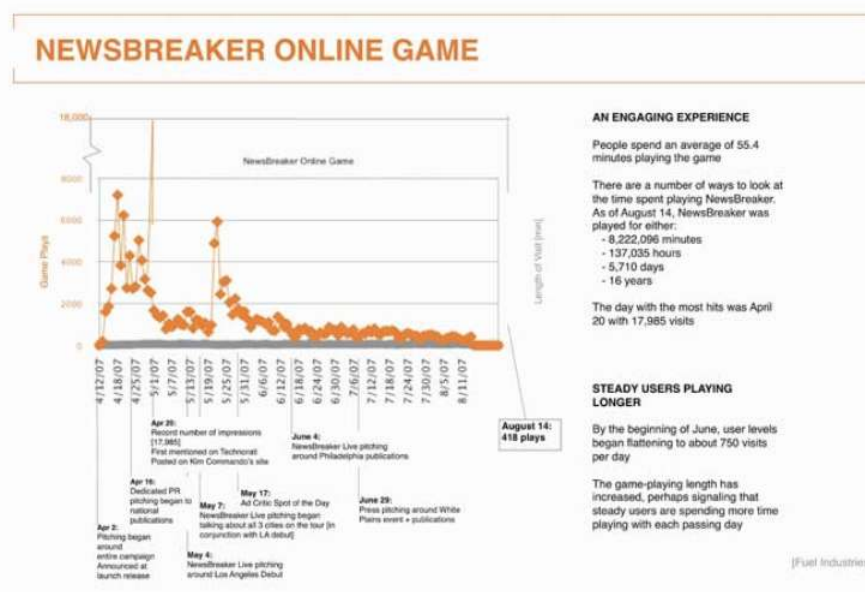 NEWSBREAKER ONLINE GAME
18,000
NewsBreaker Online Game
8000
6000
4000
2000
0
Game Plays
Length of Visit [min]
4/12/07
4/18/07
4/25/07
5/1/07
5/7/07
5/13/07
5/19/07
5/25/07
5/31/07
6/6/07
6/12/07
6/18/07
6/24/07
6/30/07
7/6/07
7/12/07
7/18/07
7/24/07
7/30/07
8/5/07
8/11/07
August 14:
418 plays
Apr 20:
Record number of impressions
[17,985]
First mentioned on Technorati
Posted on Kim Commando's site
June 4:
NewsBreaker Live pitching
around Philadelphia publications
Apr 16:
Dedicated PR
pitching began to
national
publications
May 17:
Ad Critic Spot of the Day
May 7:
NewsBreaker Live pitching began
talking about all 3 cities on the tour [in
conjunction with LA debut]
June 29:
Press pitching around White
Plains event + publications
Apr 2:
Pitching began
around
entire campaign
Announced at
launch release
May 4:
NewsBreaker Live pitching
around Los Angeles Debut
AN ENGAGING EXPERIENCE
People spend an average of 55.4
minutes playing the game
There are a number of ways to look at
the time spent playing NewsBreaker.
As of August 14, NewsBreaker was
played for either:
- 8,222,096 minutes
- 137,035 hours
- 5,710 days
- 16 years
The day with the most hits was April
20 with 17,985 visits
STEADY USERS PLAYING
LONGER
By the beginning of June, user levels
began flattening to about 750 visits
per day
The game-playing length has
increased, perhaps signaling that
steady users are spending more time
playing with each passing day
[Fuel Industries